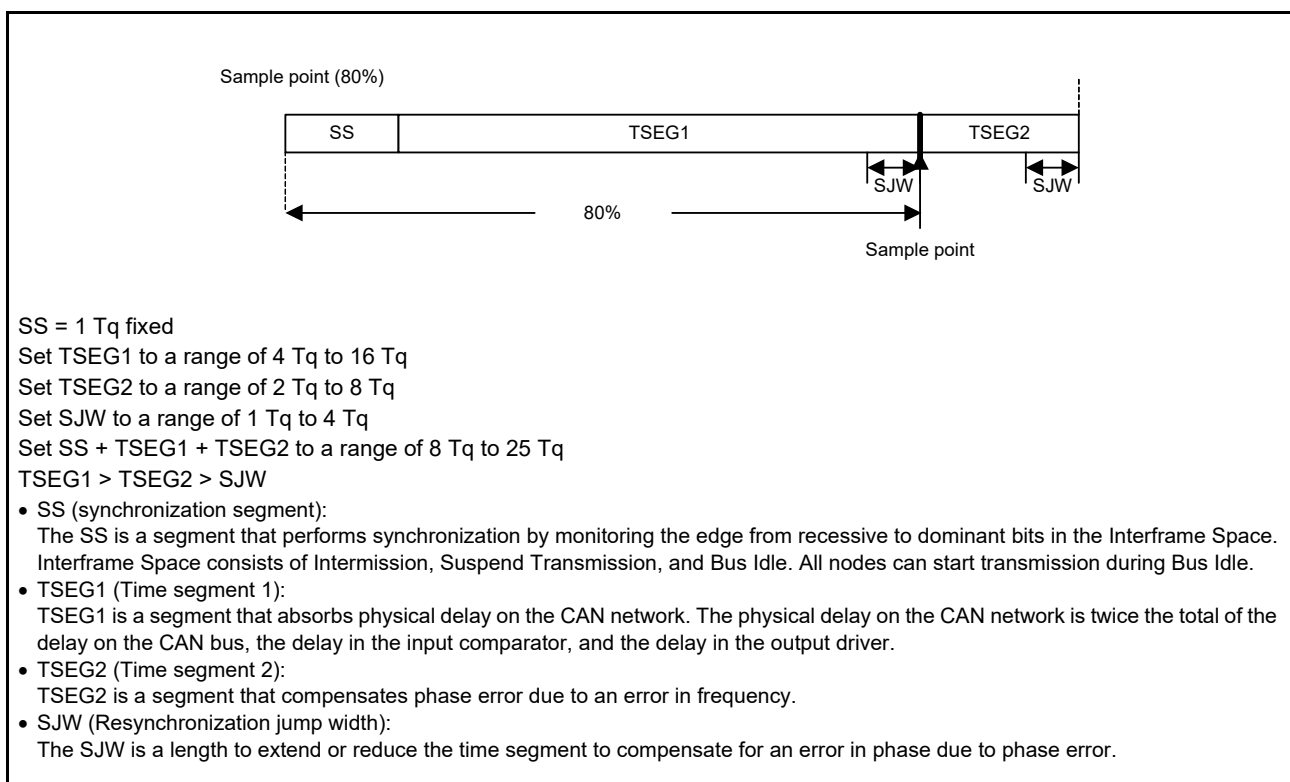 Sample point (80%)
SS TSEG1 TSEG2
SJW SJW
80%
Sample point
SS = 1 Tq fixed
Set TSEG1 to a range of 4 Tq to 16 Tq
Set TSEG2 to a range of 2 Tq to 8 Tq
Set SJW to a range of 1 Tq to 4 Tq
Set SS + TSEG1 + TSEG2 to a range of 8 Tq to 25 Tq
TSEG1 > TSEG2 > SJW
• SS (synchronization segment):
The SS is a segment that performs synchronization by monitoring the edge from recessive to dominant bits in the Interframe Space.
Interframe Space consists of Intermission, Suspend Transmission, and Bus Idle. All nodes can start transmission during Bus Idle.
• TSEG1 (Time segment 1):
TSEG1 is a segment that absorbs physical delay on the CAN network. The physical delay on the CAN network is twice the total of the
delay on the CAN bus, the delay in the input comparator, and the delay in the output driver.
• TSEG2 (Time segment 2):
TSEG2 is a segment that compensates phase error due to an error in frequency.
• SJW (Resynchronization jump width):
The SJW is a length to extend or reduce the time segment to compensate for an error in phase due to phase error.